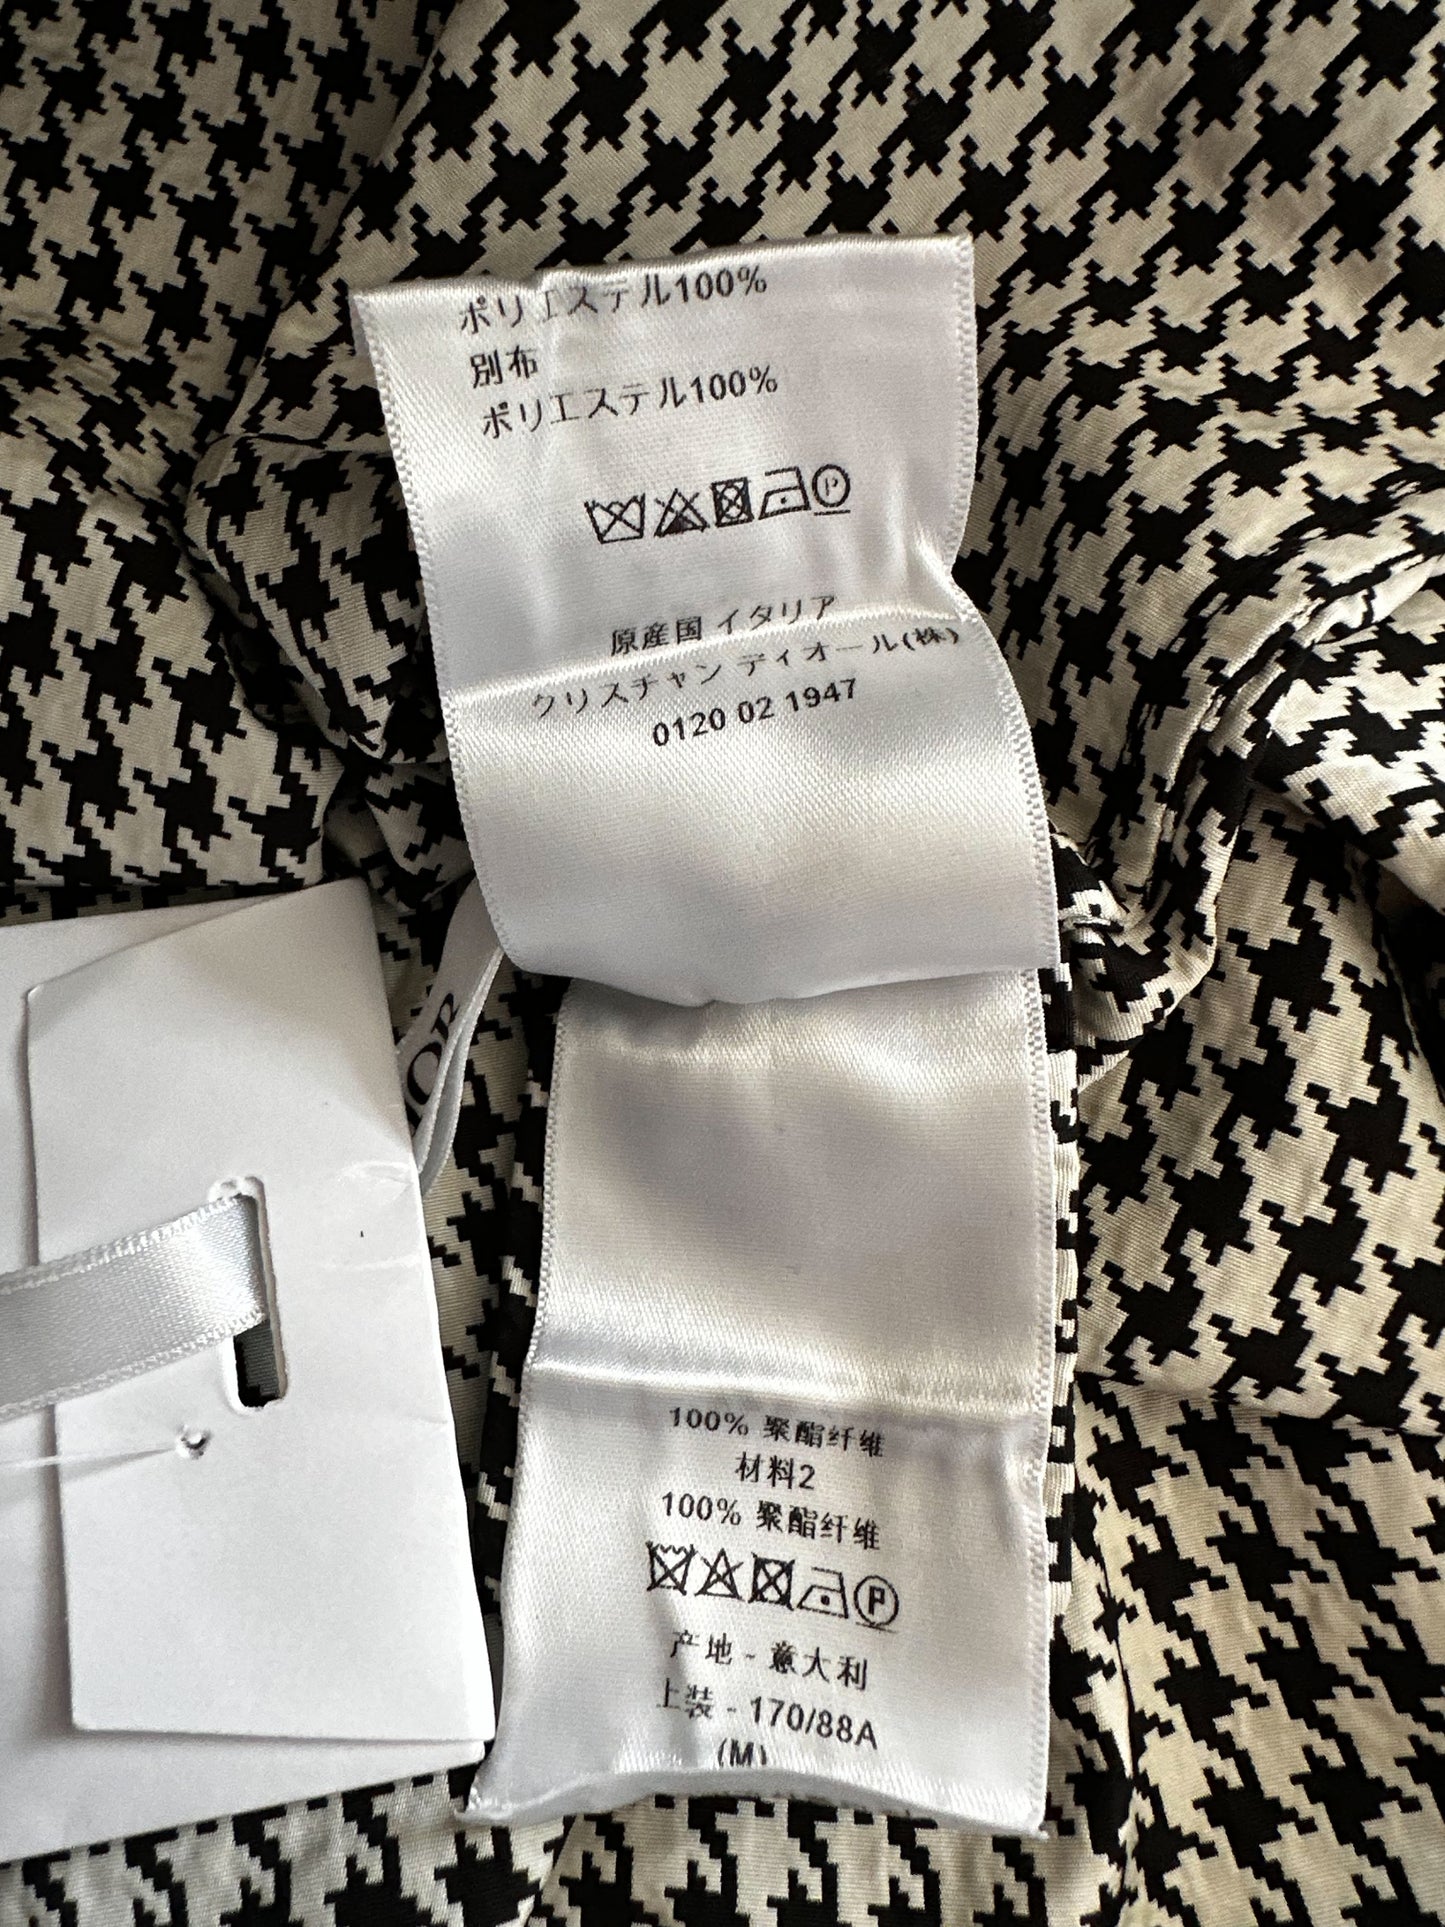 ポリエステル100%
別布
ポリエステル100%
P
原産国 イタリア
クリスチャン ディオール(株)
0120 02 1947
100% 聚酯纤维
材料2
100% 聚酯纤维
P
产地 - 意大利
上装 - 170/88A
(M)